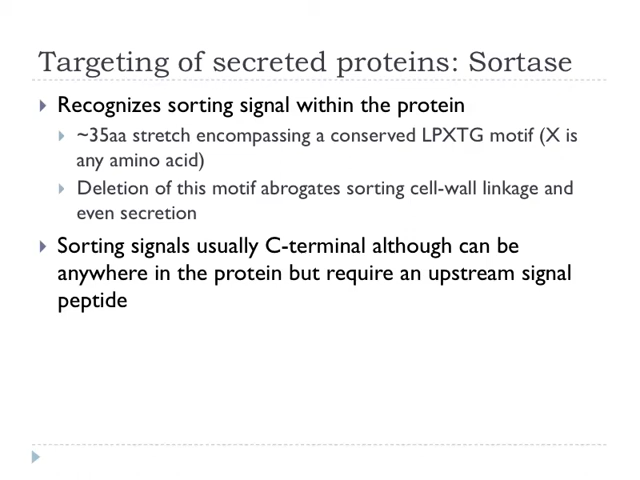 Targeting of secreted proteins: Sortase
Recognizes sorting signal within the protein
~35aa stretch encompassing a conserved LPXTG motif (X is
any amino acid)
Deletion of this motif abrogates sorting cell-wall linkage and
even secretion
Sorting signals usually C-terminal although can be
anywhere in the protein but require an upstream signal
peptide